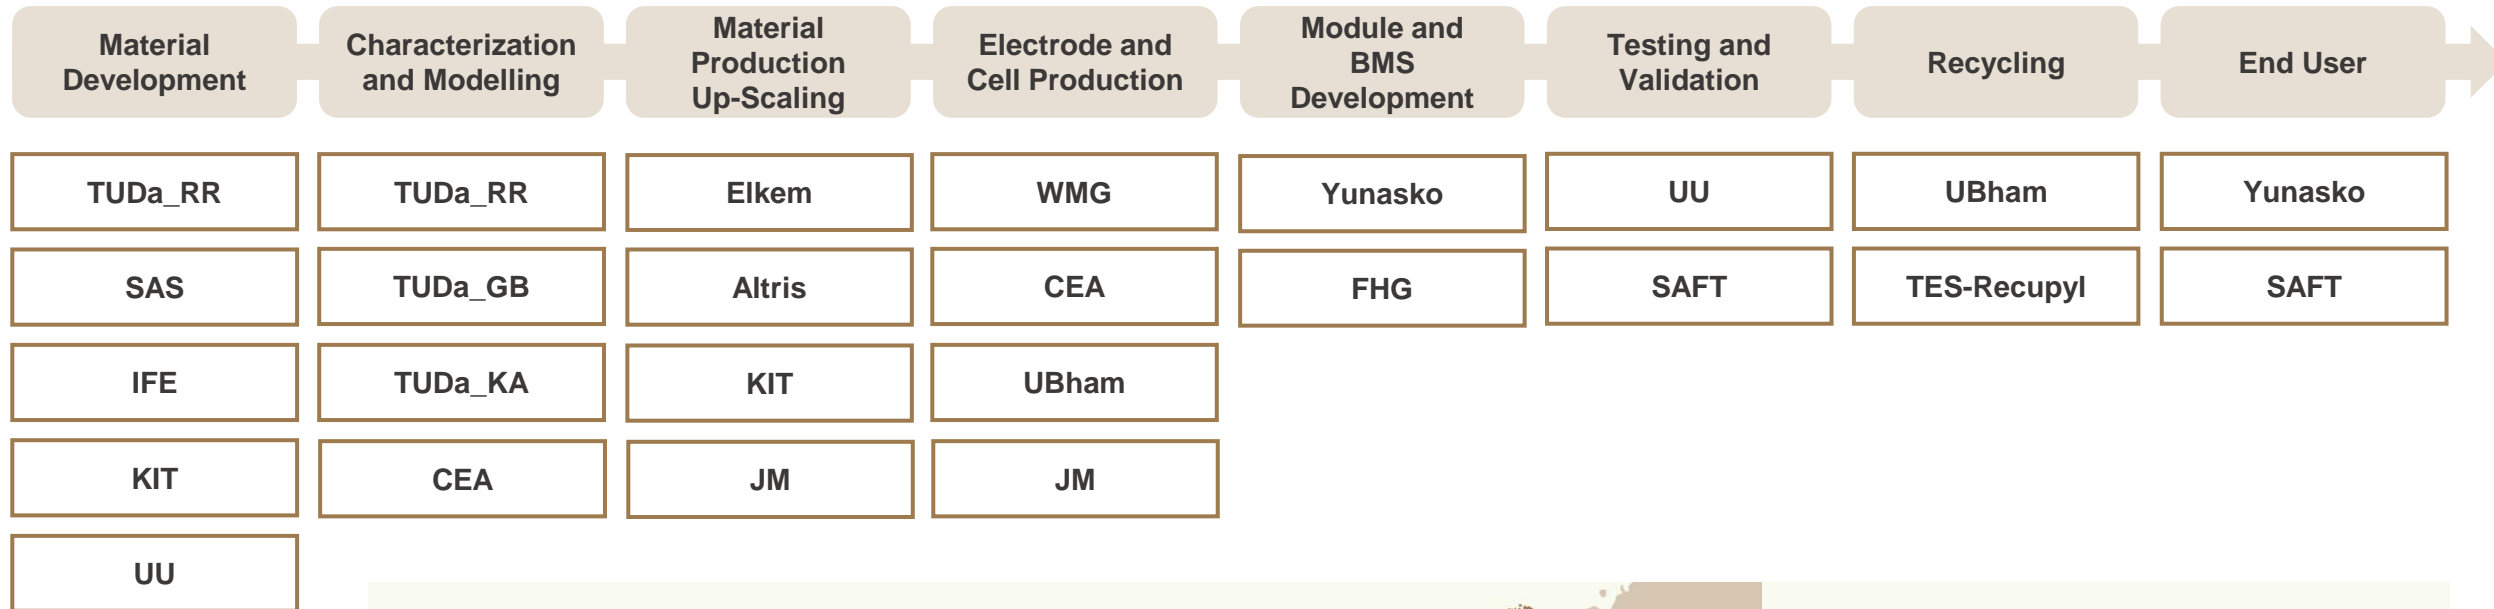 Material
Development
Characterization
and Modelling
Material
Production
Up-Scaling
Electrode and
Cell Production
Module and
BMS
Development
Testing and
Validation
Recycling
End User
TUDa_RR
TUDa_RR
Elkem
WMG
Yunasko
UU
UBham
Yunasko
SAS
TUDa_GB
Altris
CEA
FHG
SAFT
TES-Recupyl
SAFT
IFE
TUDa_KA
KIT
UBham
KIT
CEA
JM
JM
UU